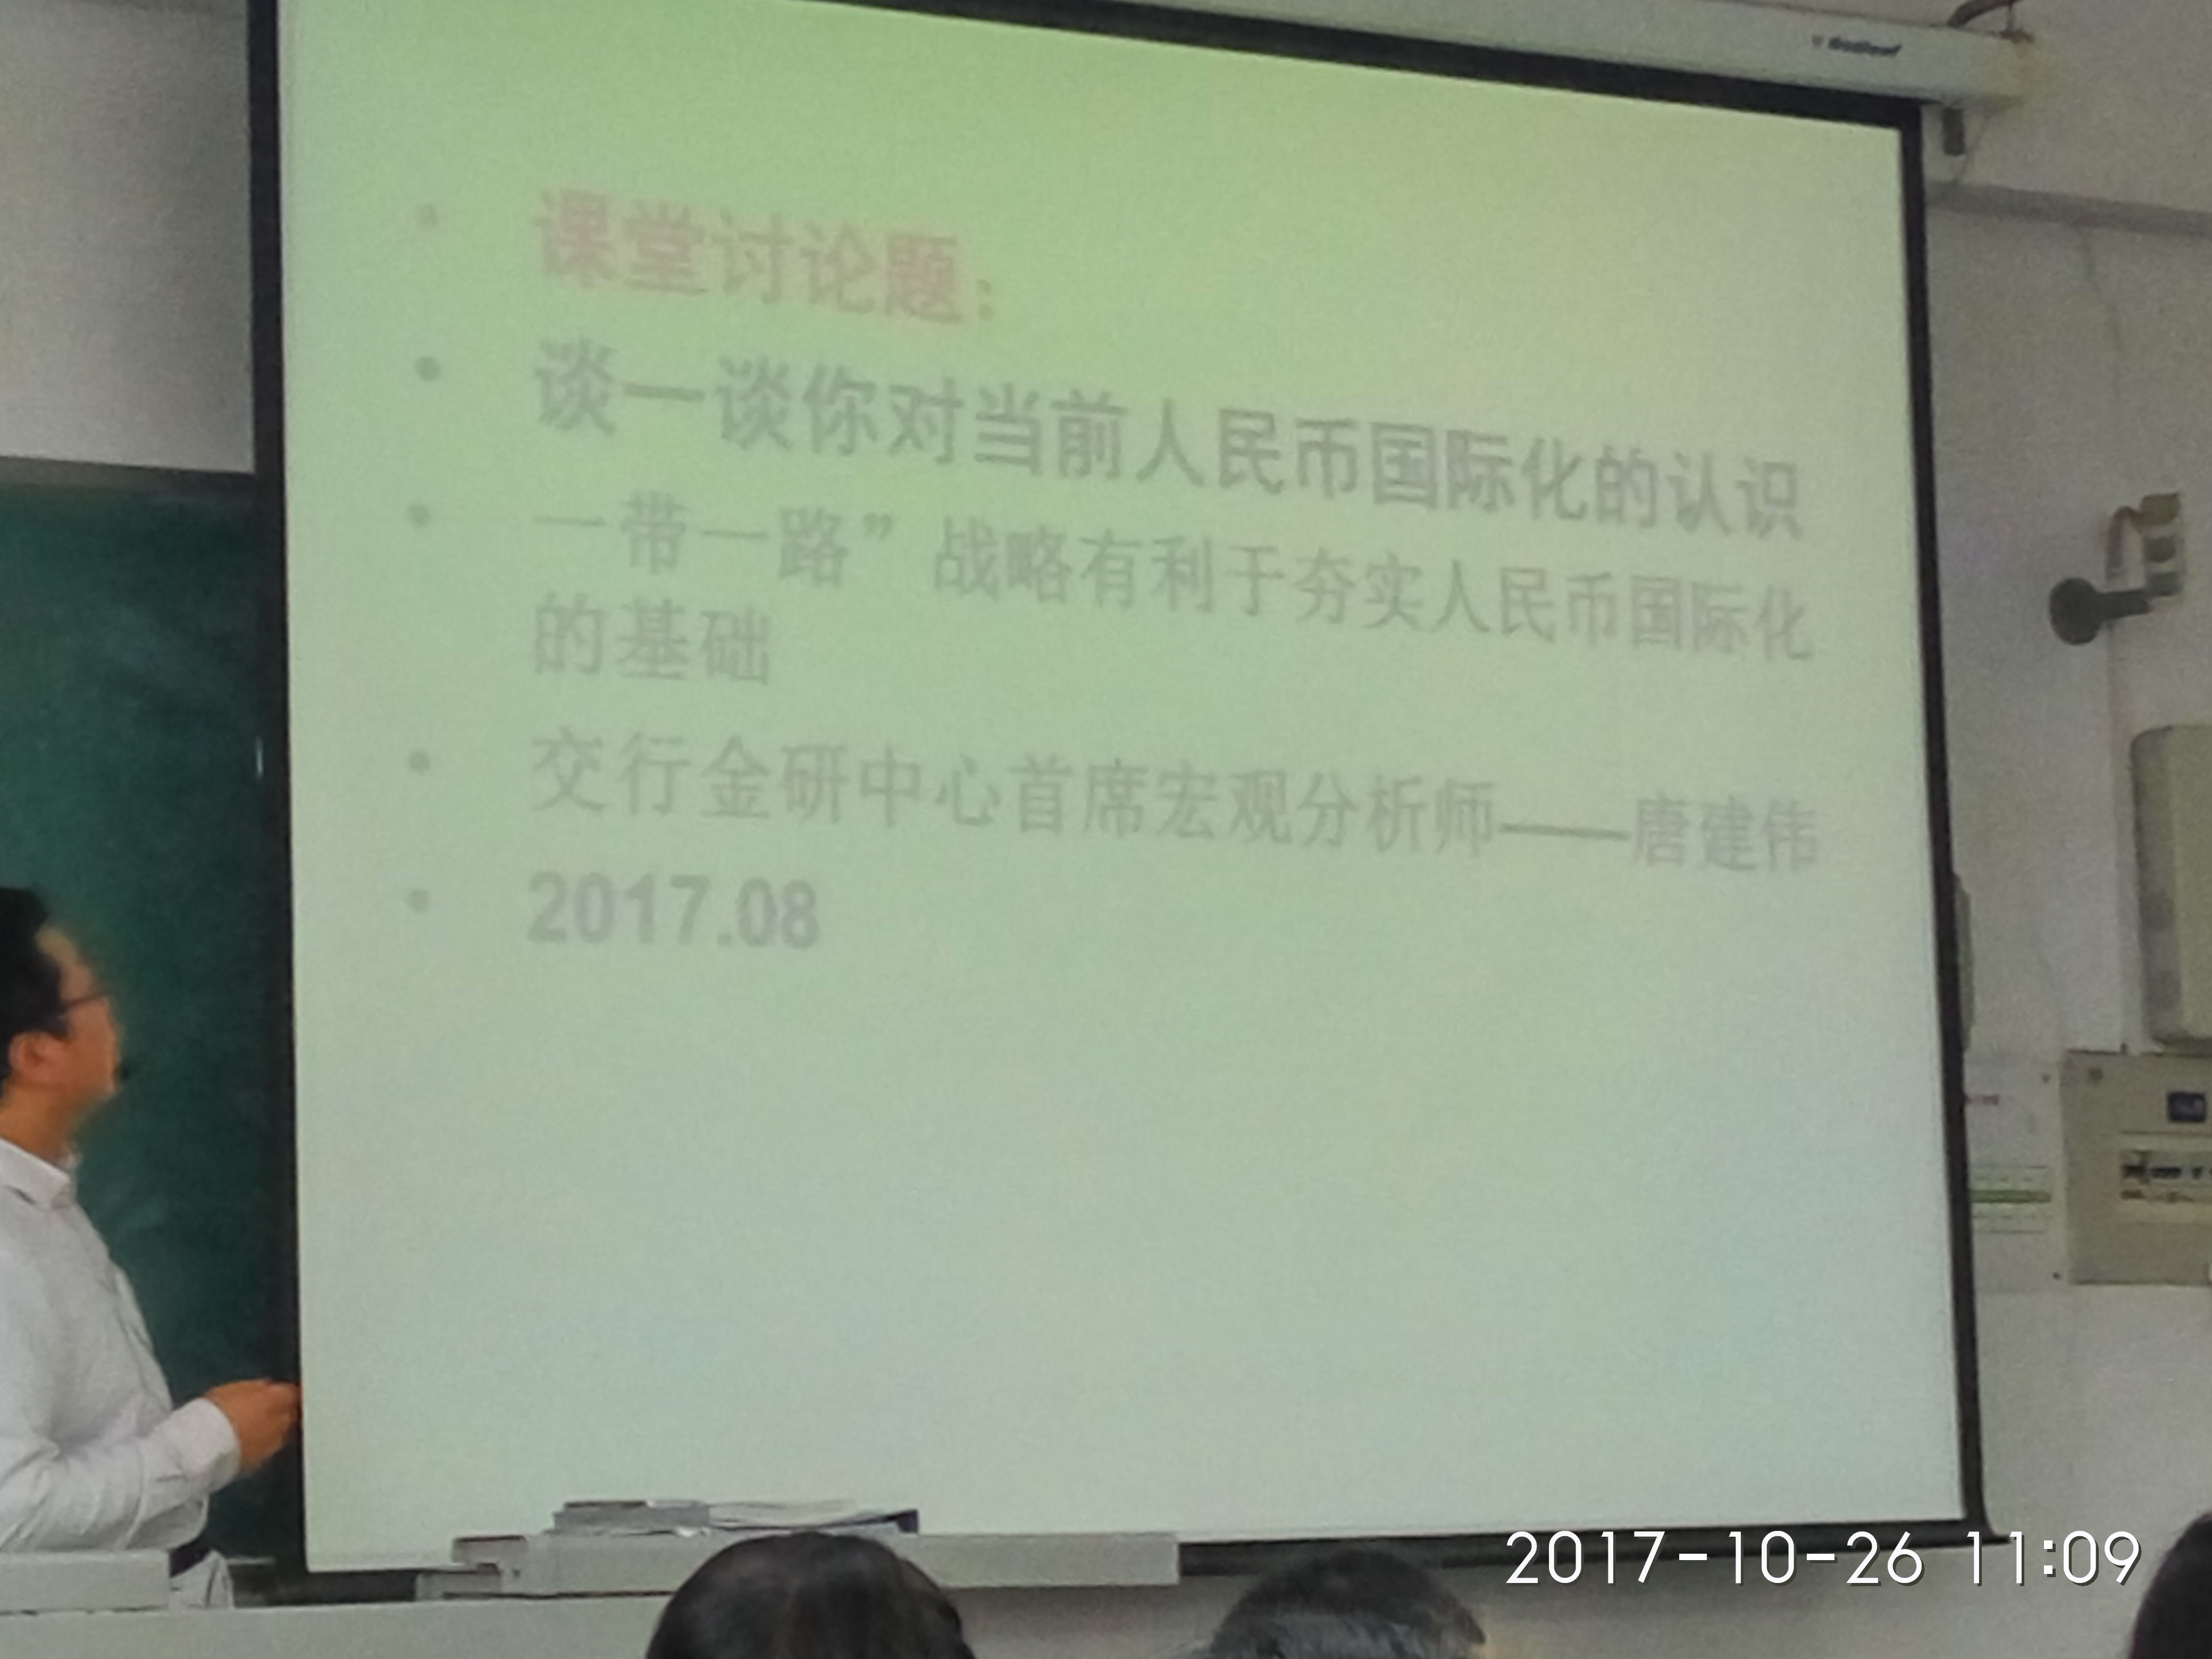 课堂讨论题：
谈一谈你对当前人民币国际化的认识
一带一路”战略有利于夯实人民币国际化
的基础
交行金研中心首席宏观分析师——唐建伟
2017.08
2017-10-26 11:09